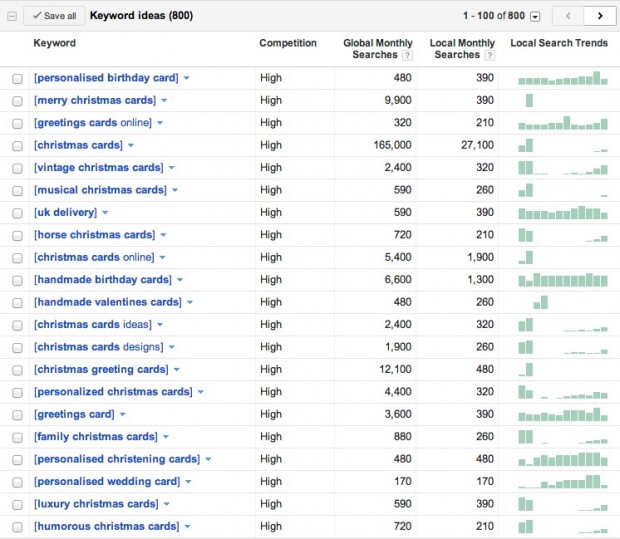 Save all Keyword ideas (800) 1 - 100 of 800
Keyword Competition Global Monthly Searches ? Local Monthly Searches ? Local Search Trends
[personalised birthday card] High 480 390
[merry christmas cards] High 9,900 390
[greetings cards online] High 320 210
[christmas cards] High 165,000 27,100
[vintage christmas cards] High 2,400 320
[musical christmas cards] High 590 260
[uk delivery] High 590 390
[horse christmas cards] High 720 210
[christmas cards online] High 5,400 1,900
[handmade birthday cards] High 6,600 1,300
[handmade valentines cards] High 480 260
[christmas cards ideas] High 2,400 320
[christmas cards designs] High 1,900 260
[christmas greeting cards] High 12,100 480
[personalized christmas cards] High 4,400 320
[greetings card] High 3,600 390
[family christmas cards] High 880 260
[personalised christening cards] High 480 480
[personalised wedding card] High 170 170
[luxury christmas cards] High 590 390
[humorous christmas cards] High 720 210